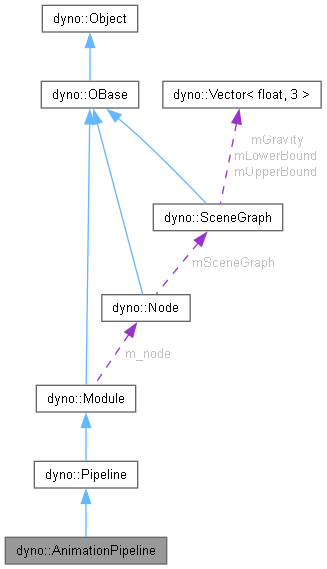 dyno::Object
dyno::OBase
dyno::Vector< float, 3 >
mGravity
mLowerBound
mUpperBound
dyno::SceneGraph
mSceneGraph
dyno::Node
m_node
dyno::Module
dyno::Pipeline
dyno::AnimationPipeline